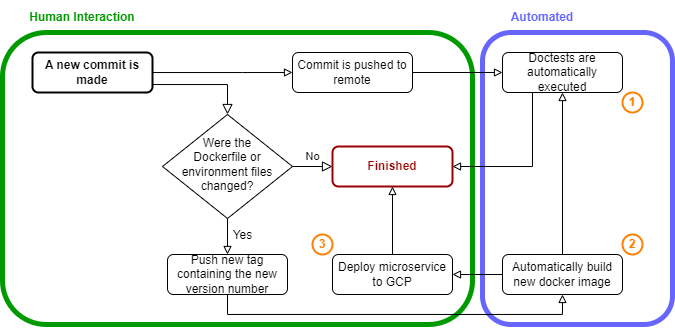 Human Interaction
Automated
A new commit is
made
Commit is pushed to
remote
Doctests are
automatically
executed
1
Were the
Dockerfile or
environment files
changed?
No
Finished
Yes
3
2
Push new tag
containing the new
version number
Deploy microservice
to GCP
Automatically build
new docker image